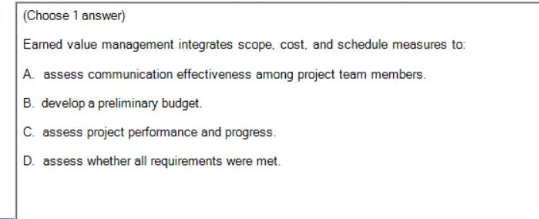 (Choose 1 answer)
Earned value management integrates scope, cost, and schedule measures to:
A. assess communication effectiveness among project team members.
B. develop a preliminary budget.
C. assess project performance and progress.
D. assess whether all requirements were met.